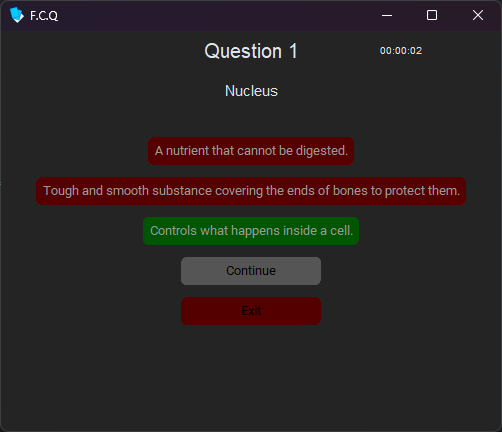 F.C.Q
Question 1
00:00:02
Nucleus
A nutrient that cannot be digested.
Tough and smooth substance covering the ends of bones to protect them.
Controls what happens inside a cell.
Continue
Exit